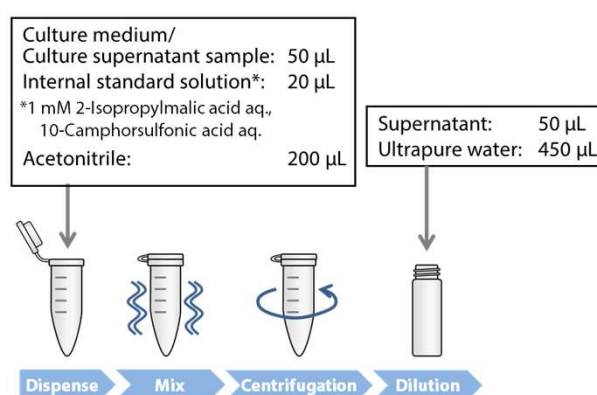 Culture medium/
Culture supernatant sample: 50 µL
Internal standard solution*: 20 µL
*1 mM 2-Isopropylmalic acid aq.,
10-Camphorsulfonic acid aq.
Acetonitrile: 200 µL
Supernatant: 50 µL
Ultrapure water: 450 µL
Dispense Mix Centrifugation Dilution